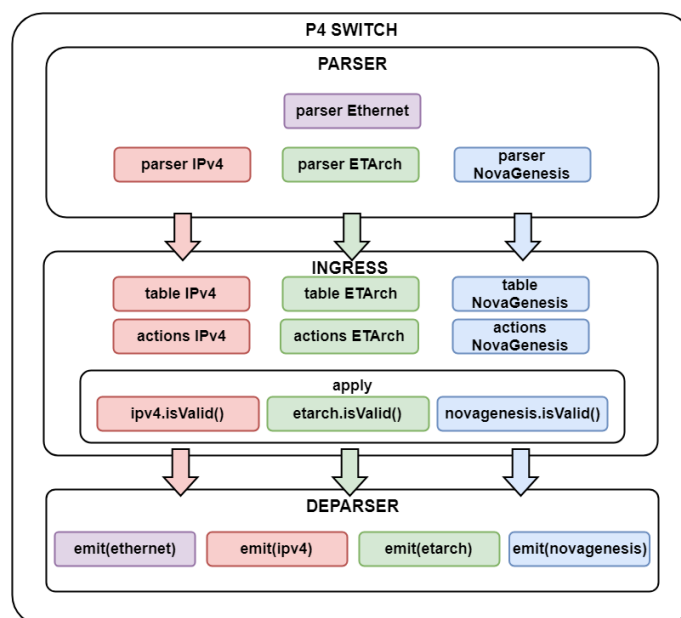 P4 SWITCH
PARSER
parser Ethernet
parser IPv4
parser ETArch
parser
NovaGenesis
INGRESS
table IPv4
table ETArch
table
NovaGenesis
actions IPv4
actions ETArch
actions
NovaGenesis
apply
ipv4.isValid()
etarch.isValid()
novagenesis.isValid()
DEPARSER
emit(ethernet)
emit(ipv4)
emit(etarch)
emit(novagenesis)